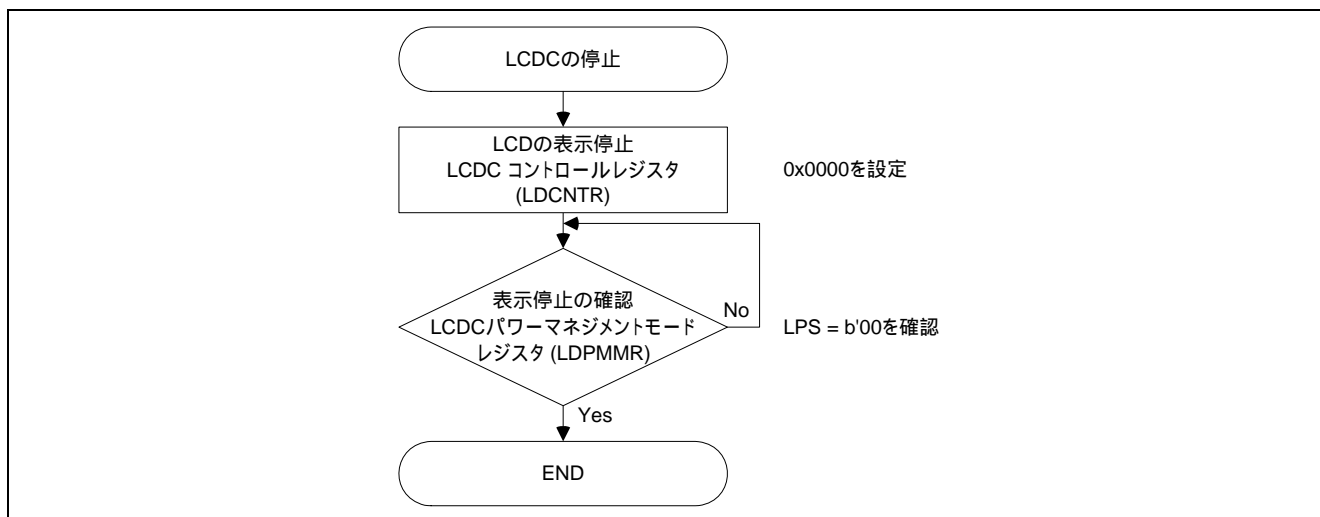 LCDCの停止
LCDの表示停止
LCDC コントロールレジスタ
(LDCNTR)
0x0000を設定
表示停止の確認
LCDCパワーマネジメントモード
レジスタ (LDPMMR)
No
LPS = b'00を確認
Yes
END